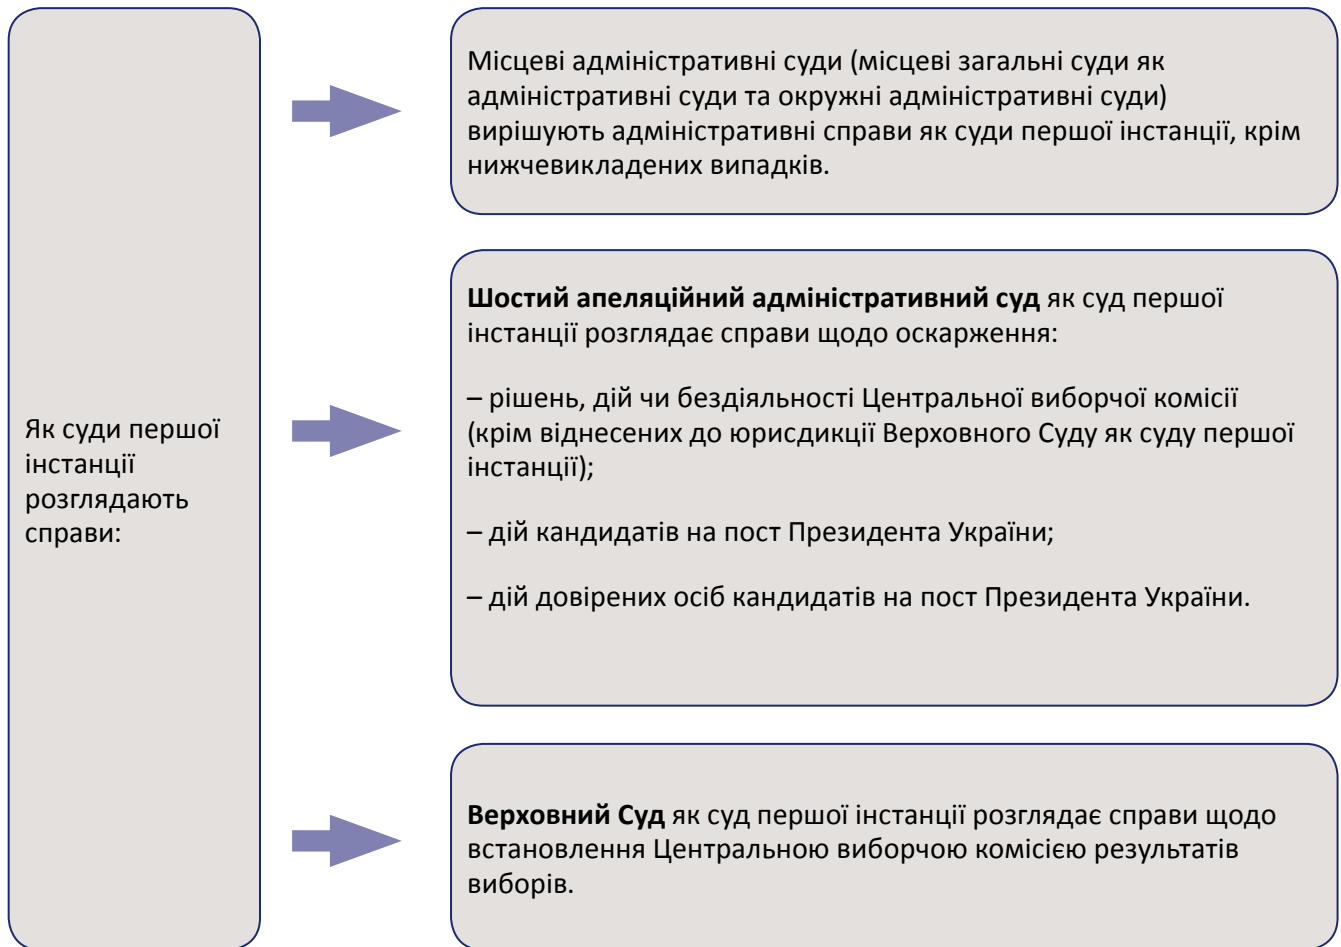 Як суди першої
інстанції
розглядають
справи:
Місцеві адміністративні суди (місцеві загальні суди як
адміністративні суди та окружні адміністративні суди)
вирішують адміністративні справи як суди першої інстанції, крім
нижчевикладених випадків.
Шостий апеляційний адміністративний суд як суд першої
інстанції розглядає справи щодо оскарження:
– рішень, дій чи бездіяльності Центральної виборчої комісії
(крім віднесених до юрисдикції Верховного Суду як суду першої
інстанції);
– дій кандидатів на пост Президента України;
– дій довірених осіб кандидатів на пост Президента України.
Верховний Суд як суд першої інстанції розглядає справи щодо
встановлення Центральною виборчою комісією результатів
виборів.